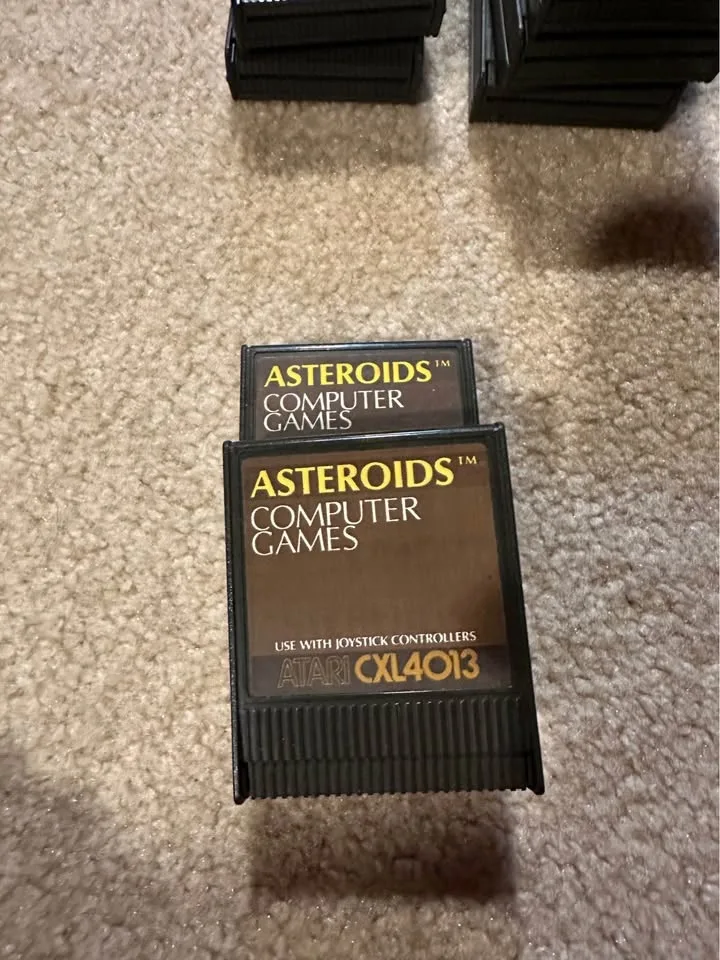 ASTEROIDS™
COMPUTER
GAMES
ASTEROIDS™
COMPUTER
GAMES
USE WITH JOYSTICK CONTROLLERS
ATARI CXL4013